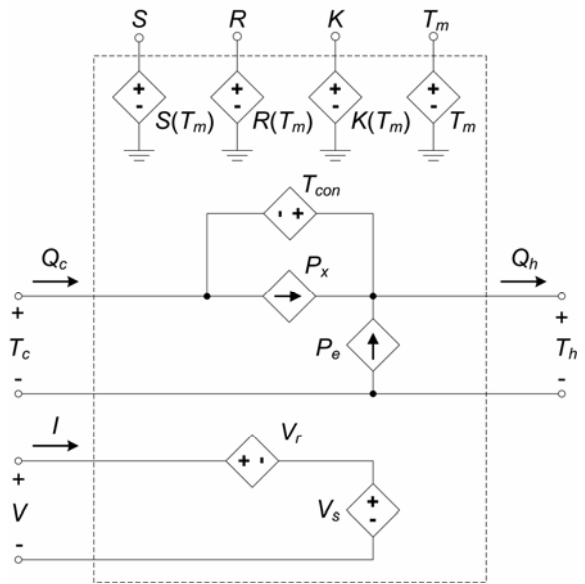 S R K T_m
+ + + +
- - - -
S(T_m) R(T_m) K(T_m) T_m
T_con
- +
Q_c P_x Q_h
+ +
T_c P_e T_h
- -
I V_r
+ + -
V V_s +
-
-